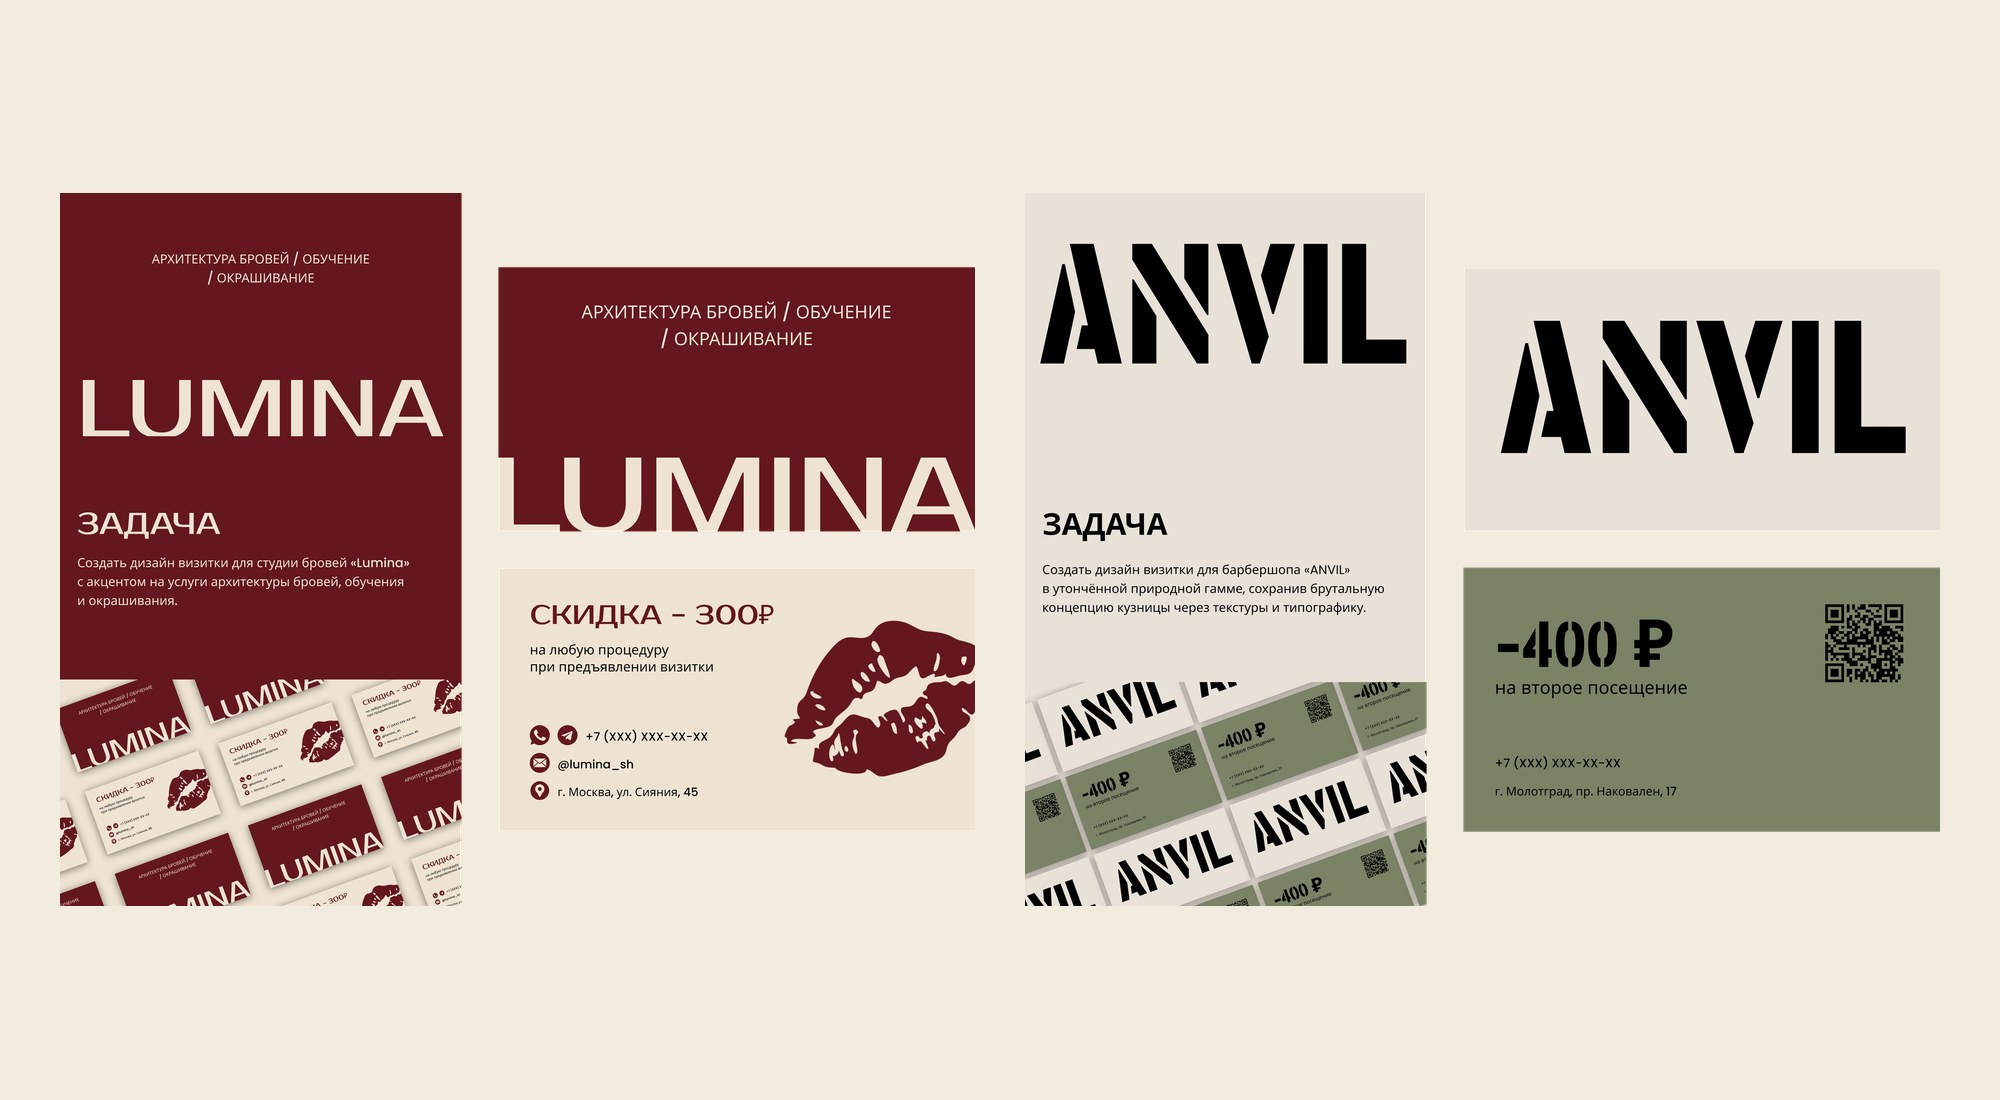 АРХИТЕКТУРА БРОВЕЙ / ОБУЧЕНИЕ
/ ОКРАШИВАНИЕ
LUMINA
ЗАДАЧА
Создать дизайн визитки для студии бровей «Lumina»
с акцентом на услуги архитектуры бровей, обучения
и окрашивания.
АРХИТЕКТУРА БРОВЕЙ / ОБУЧЕНИЕ
/ ОКРАШИВАНИЕ
LUMINA
СКИДКА - 300₽
на любую процедуру
при предъявлении визитки
+7 (xxx) xxx-xx-xx
@lumina_sh
г. Москва, ул. Сияния, 45
ANVIL
ЗАДАЧА
Создать дизайн визитки для барбершопа «ANVIL»
в утончённой природной гамме, сохранив брутальную
концепцию кузницы через текстуры и типографику.
ANVIL
-400 ₽
на второе посещение
+7 (xxx) xxx-xx-xx
г. Молотград, пр. Наковален, 17